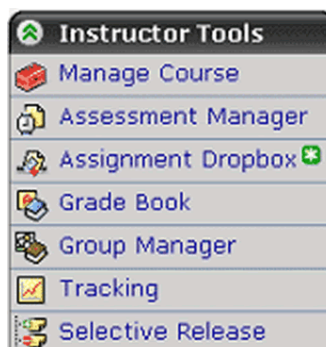 Instructor Tools
Manage Course
Assessment Manager
Assignment Dropbox
Grade Book
Group Manager
Tracking
Selective Release